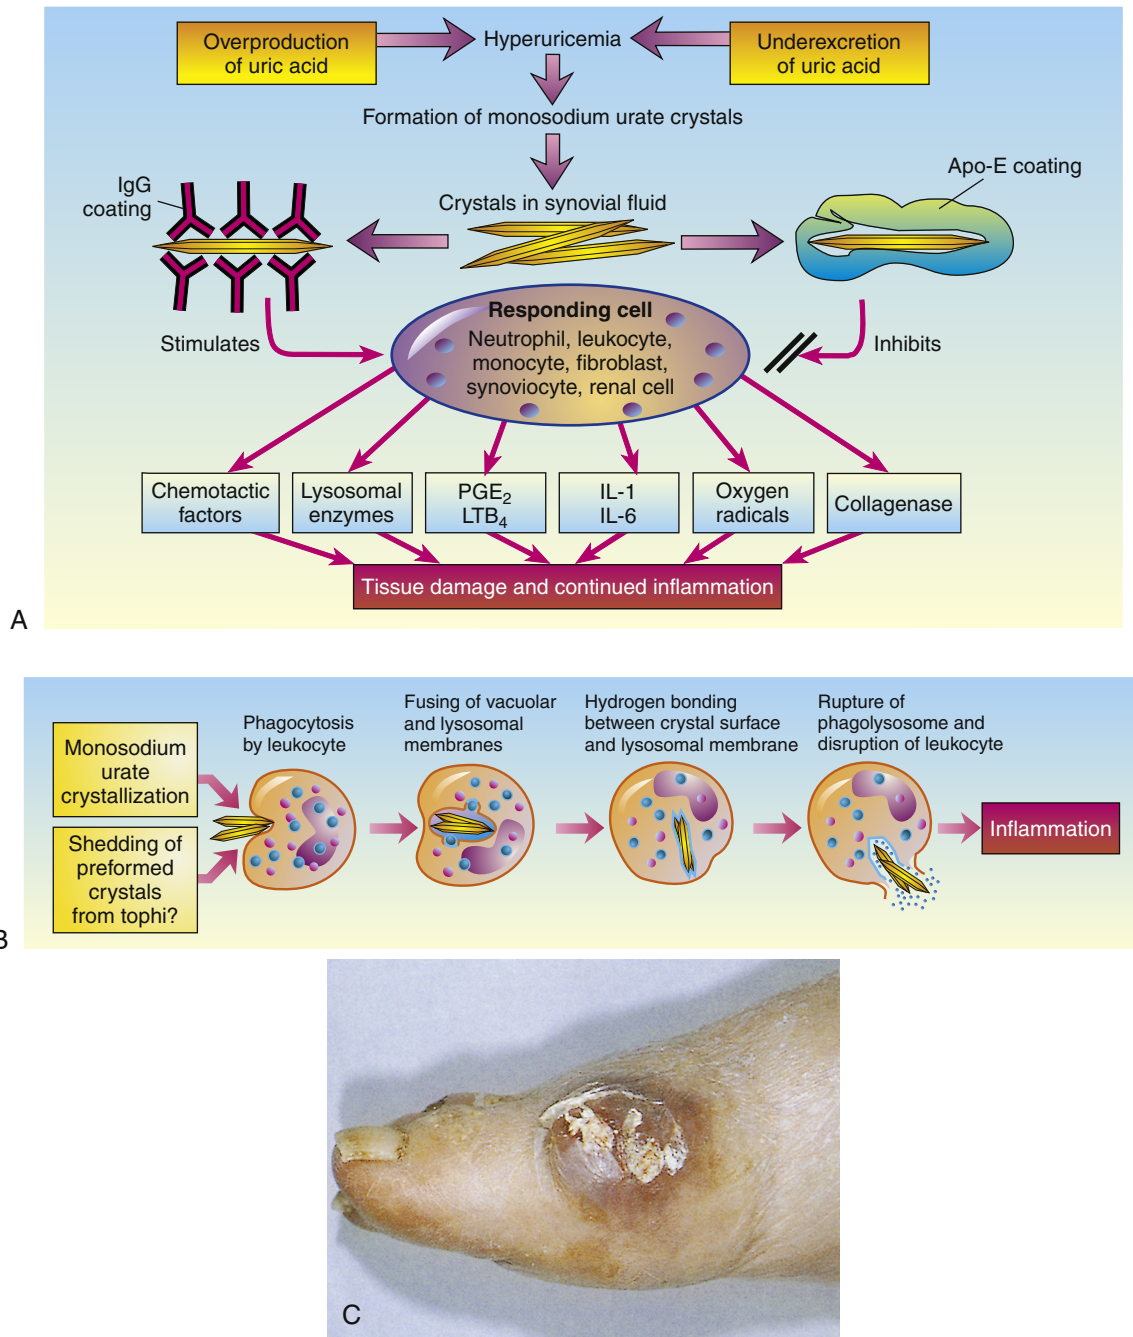 Overproduction
of uric acid
Hyperuricemia
Underexcretion
of uric acid
Formation of monosodium urate crystals
IgG
coating
Crystals in synovial fluid
Apo-E coating
Stimulates
Responding cell
Neutrophil, leukocyte,
monocyte, fibroblast,
synoviocyte, renal cell
Inhibits
Chemotactic
factors
Lysosomal
enzymes
PGE2
LTB4
IL-1
IL-6
Oxygen
radicals
Collagenase
Tissue damage and continued inflammation
A
Monosodium
urate
crystallization
Shedding of
preformed
crystals
from tophi?
Phagocytosis
by leukocyte
Fusing of vacuolar
and lysosomal
membranes
Hydrogen bonding
between crystal surface
and lysosomal membrane
Rupture of
phagolysosome and
disruption of leukocyte
Inflammation
B
C